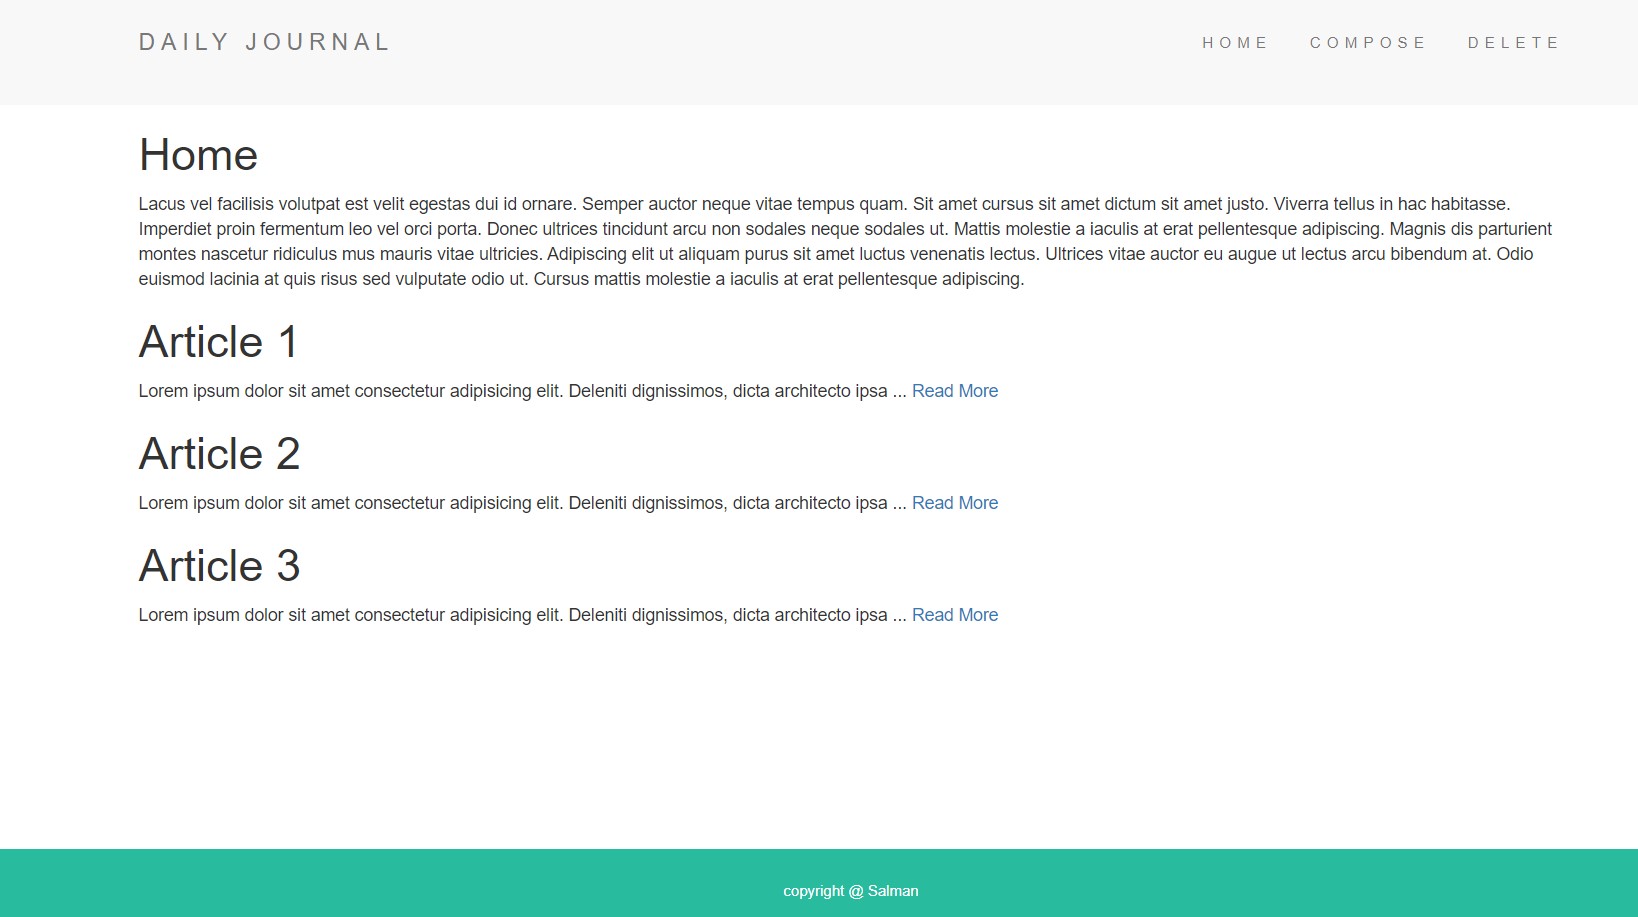 DAILY JOURNAL
HOME COMPOSE DELETE
Home
Lacus vel facilisis volutpat est velit egestas dui id ornare. Semper auctor neque vitae tempus quam. Sit amet cursus sit amet dictum sit amet justo. Viverra tellus in hac habitasse.
Imperdiet proin fermentum leo vel orci porta. Donec ultrices tincidunt arcu non sodales neque sodales ut. Mattis molestie a iaculis at erat pellentesque adipiscing. Magnis dis parturient
montes nascetur ridiculus mus mauris vitae ultricies. Adipiscing elit ut aliquam purus sit amet luctus venenatis lectus. Ultrices vitae auctor eu augue ut lectus arcu bibendum at. Odio
euismod lacinia at quis risus sed vulputate odio ut. Cursus mattis molestie a iaculis at erat pellentesque adipiscing.
Article 1
Lorem ipsum dolor sit amet consectetur adipisicing elit. Deleniti dignissimos, dicta architecto ipsa ... Read More
Article 2
Lorem ipsum dolor sit amet consectetur adipisicing elit. Deleniti dignissimos, dicta architecto ipsa ... Read More
Article 3
Lorem ipsum dolor sit amet consectetur adipisicing elit. Deleniti dignissimos, dicta architecto ipsa ... Read More
copyright @ Salman